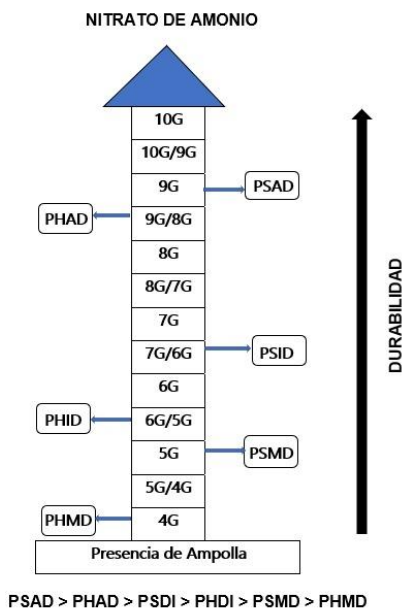 NITRATO DE AMONIO
10G
10G/9G
9G
PSAD
PHAD
9G/8G
8G
8G/7G
7G
7G/6G
PSID
6G
PHID
6G/5G
5G
PSMD
5G/4G
PHMD
4G
Presencia de Ampolla
DURABILIDAD
PSAD > PHAD > PSDI > PHDI > PSMD > PHMD